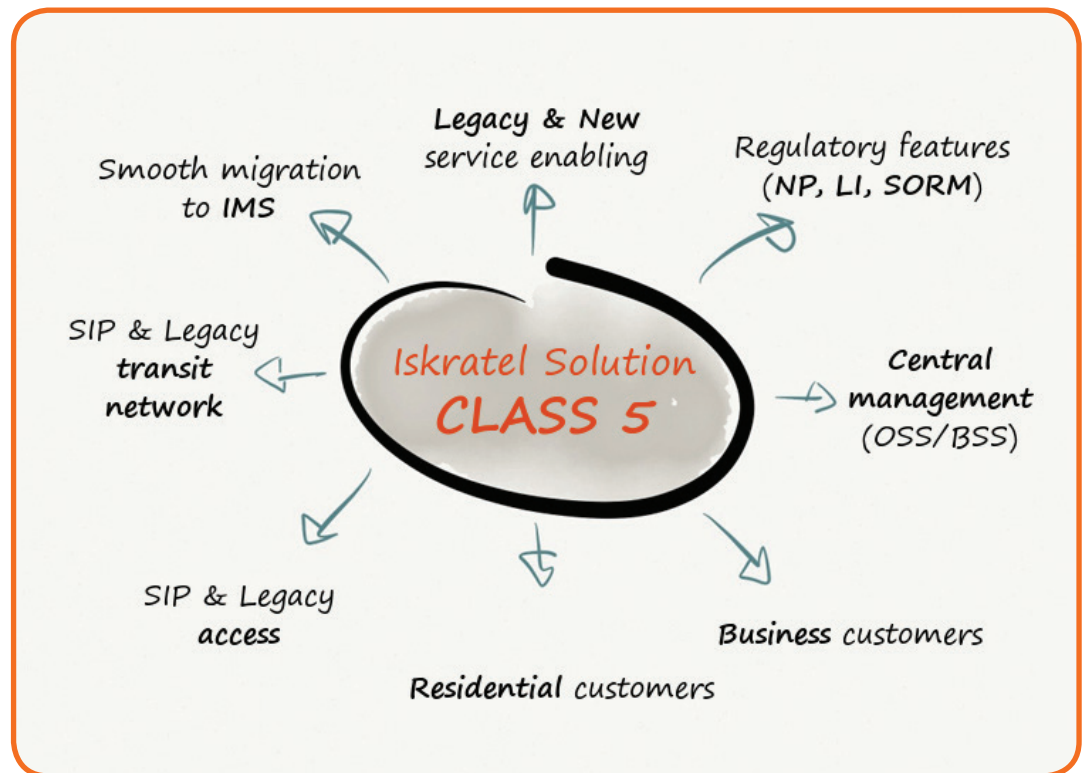 Legacy & New
service enabling
Regulatory features
(NP, LI, SORM)
Smooth migration
to IMS
SIP & Legacy
transit
network
Iskratel Solution
CLASS 5
Central
management
(OSS/BSS)
SIP & Legacy
access
Business customers
Residential customers